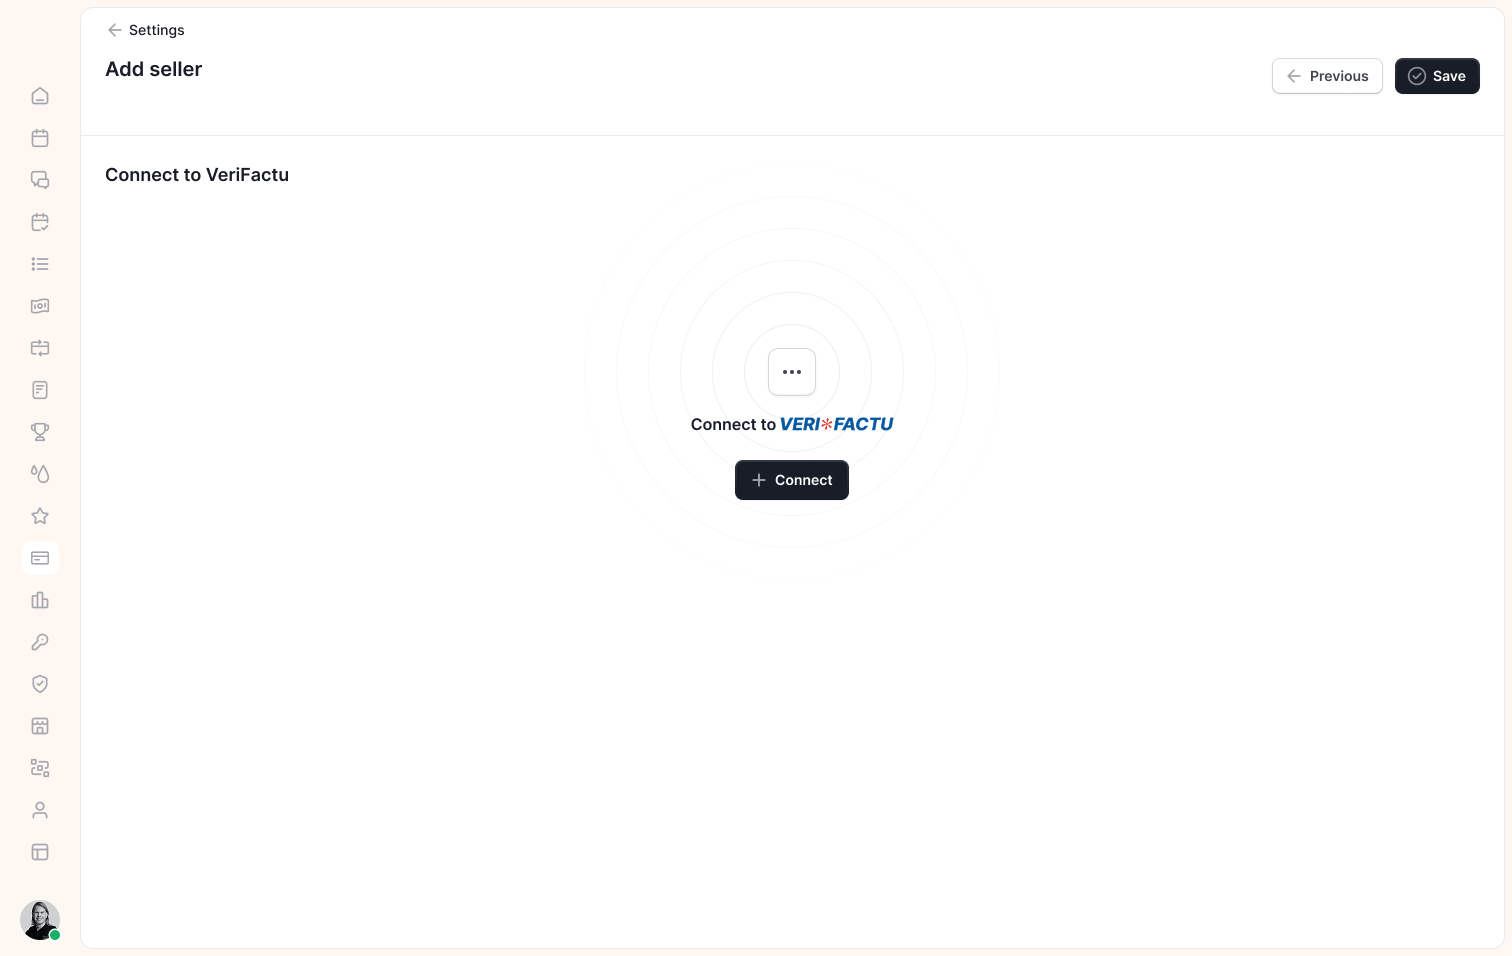 Settings
Add seller
Previous
Save
Connect to VeriFactu
Connect to VERI*FACTU
Connect